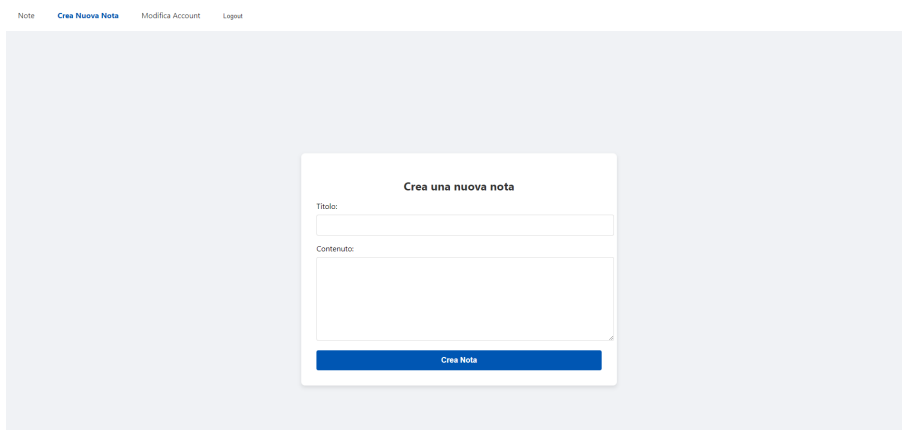 Note Crea Nuova Nota Modifica Account Logout
Crea una nuova nota
Titolo:
Contenuto:
Crea Nota